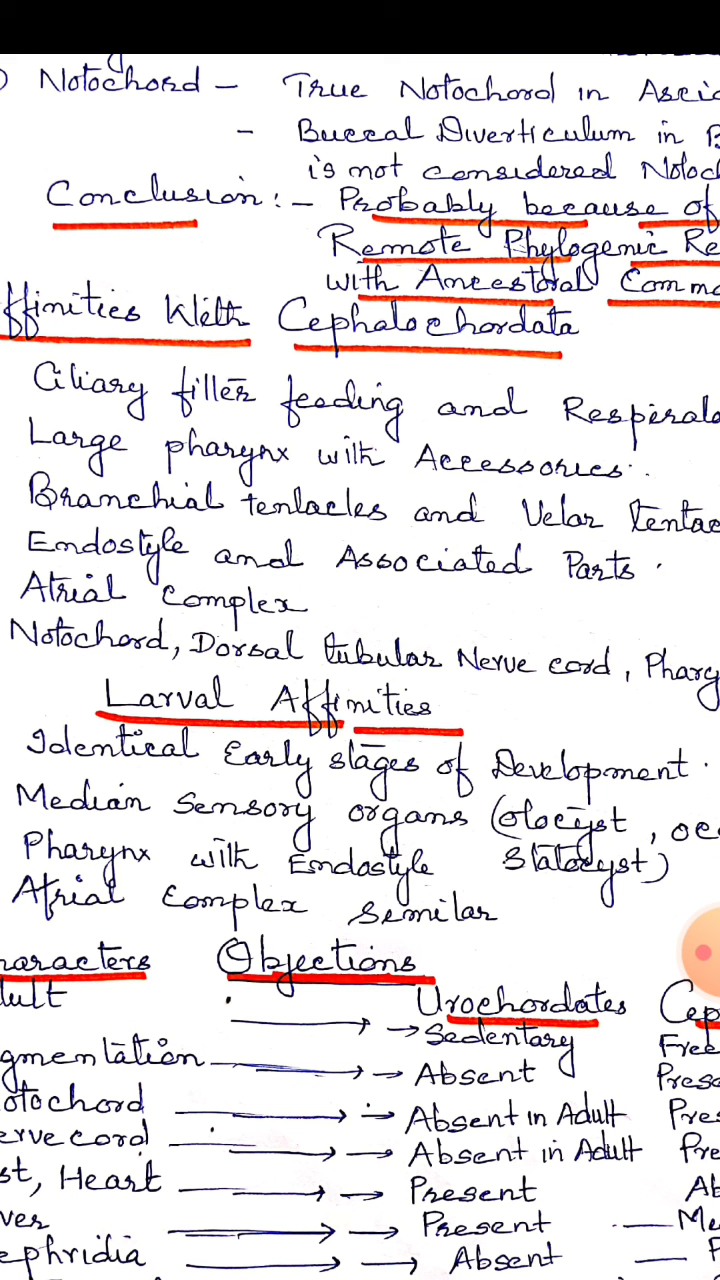 Notochord - True Notochord in Ascid
- Buccal Diverticulum in B
is not considered Notoch
Conclusion :- Probably because of
Remote Phylogenic Re
with Ancestoral Commo
ffinities With Cephalochordata
Ciliary filter feeding and Respirato
Large pharynx with Accessories.
Branchial tentacles and Velar tentac
Endostyle and Associated Parts.
Atrial Complex
Notochord, Dorsal tubular Nerve cord, Phary
Larval Affinities
Identical Early stages of Development.
Median Sensory organs (otocyst, oce
Pharynx with Endostyle statocyst)
Atrial Complex Similar
haracters Objections
Urochordates Cep
dult → Sedentary Free
gmentation → Absent Prese
otochord → Absent in Adult Pres
erve cord → Absent in Adult Pre
st, Heart → Present Ab
ver → Present — Me
ephridia → Absent — P